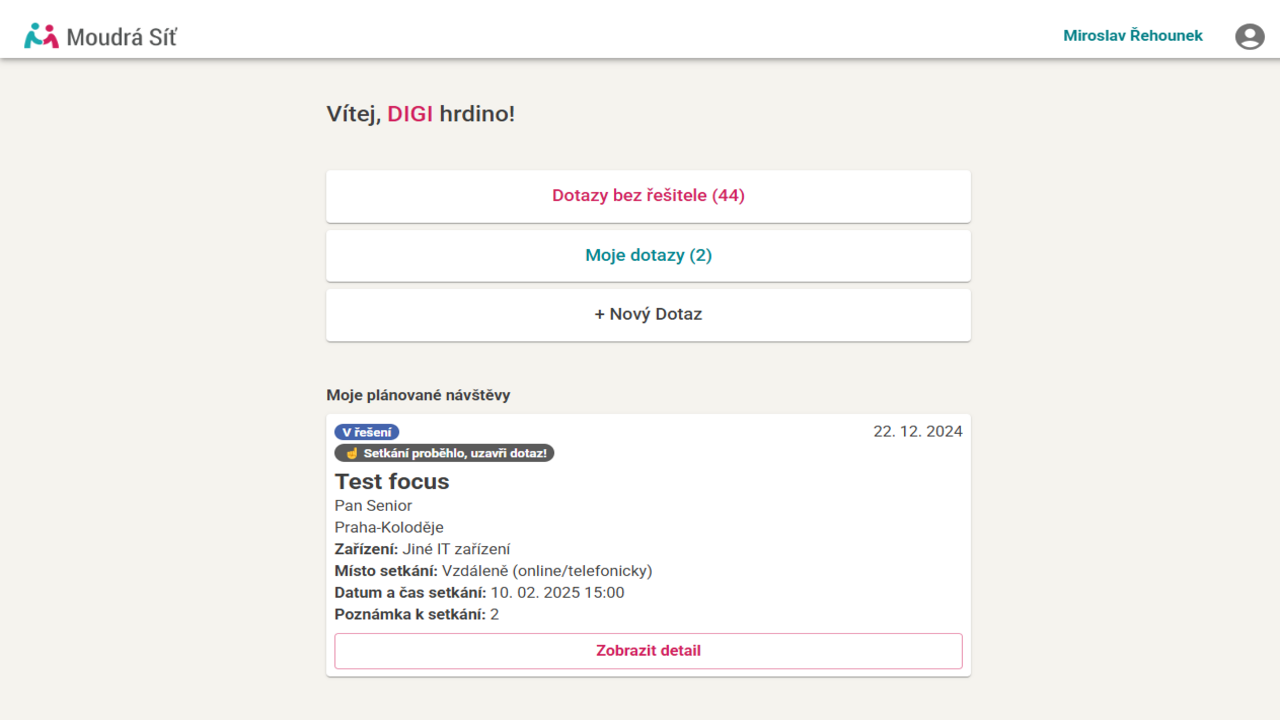 Moudrá Síť
Miroslav Řehounek
Vítej, DIGI hrdino!
Dotazy bez řešitele (44)
Moje dotazy (2)
+ Nový Dotaz
Moje plánované návštěvy
V řešení
22. 12. 2024
☝ Setkání proběhlo, uzavři dotaz!
Test focus
Pan Senior
Praha-Koloděje
Zařízení: Jiné IT zařízení
Místo setkání: Vzdáleně (online/telefonicky)
Datum a čas setkání: 10. 02. 2025 15:00
Poznámka k setkání: 2
Zobrazit detail